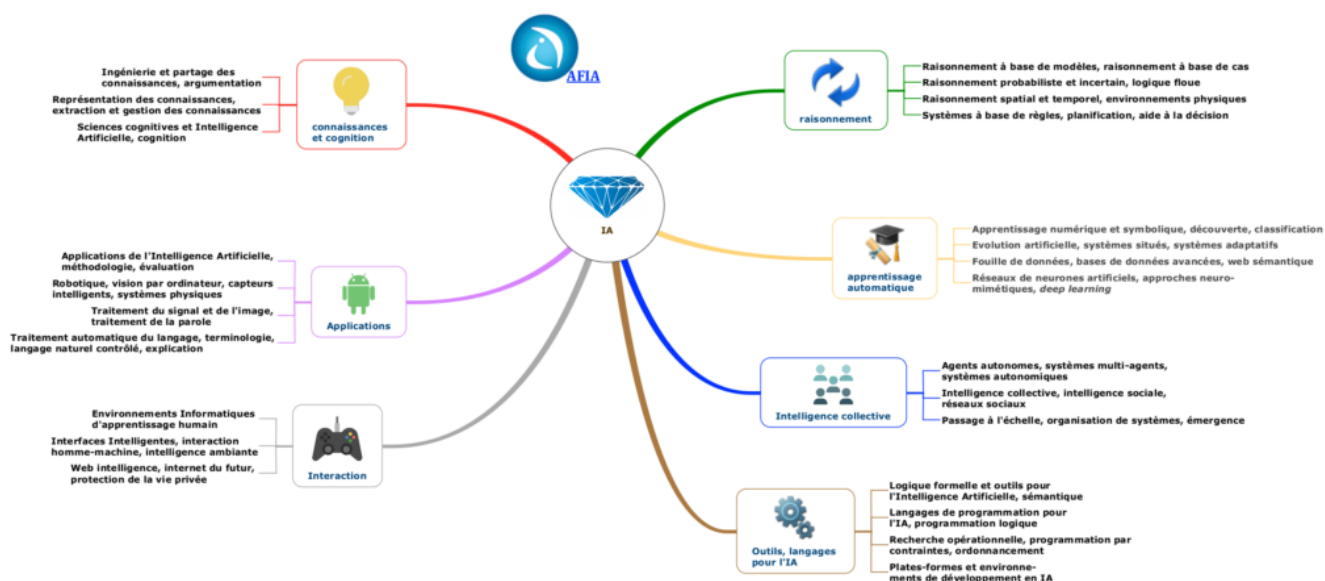 AFIA
IA
Ingénierie et partage des
connaissances, argumentation
Représentation des connaissances,
extraction et gestion des connaissances
Sciences cognitives et Intelligence
Artificielle, cognition
connaissances
et cognition
Applications de l'Intelligence Artificielle,
méthodologie, évaluation
Robotique, vision par ordinateur, capteurs
intelligents, systèmes physiques
Traitement du signal et de l'image,
traitement de la parole
Traitement automatique du langage, terminologie,
langage naturel contrôlé, explication
Applications
Environnements Informatiques
d'apprentissage humain
Interfaces Intelligentes, interaction
homme-machine, intelligence ambiante
Web intelligence, internet du futur,
protection de la vie privée
Interaction
raisonnement
Raisonnement à base de modèles, raisonnement à base de cas
Raisonnement probabiliste et incertain, logique floue
Raisonnement spatial et temporel, environnements physiques
Systèmes à base de règles, planification, aide à la décision
apprentissage
automatique
Apprentissage numérique et symbolique, découverte, classification
Evolution artificielle, systèmes situés, systèmes adaptatifs
Fouille de données, bases de données avancées, web sémantique
Réseaux de neurones artificiels, approches neuro-
mimétiques, deep learning
Intelligence collective
Agents autonomes, systèmes multi-agents,
systèmes autonomiques
Intelligence collective, intelligence sociale,
réseaux sociaux
Passage à l'échelle, organisation de systèmes, émergence
Outils, langages
pour l'IA
Logique formelle et outils pour
l'Intelligence Artificielle, sémantique
Langages de programmation pour
l'IA, programmation logique
Recherche opérationnelle, programmation par
contraintes, ordonnancement
Plates-formes et environne-
ments de développement en IA